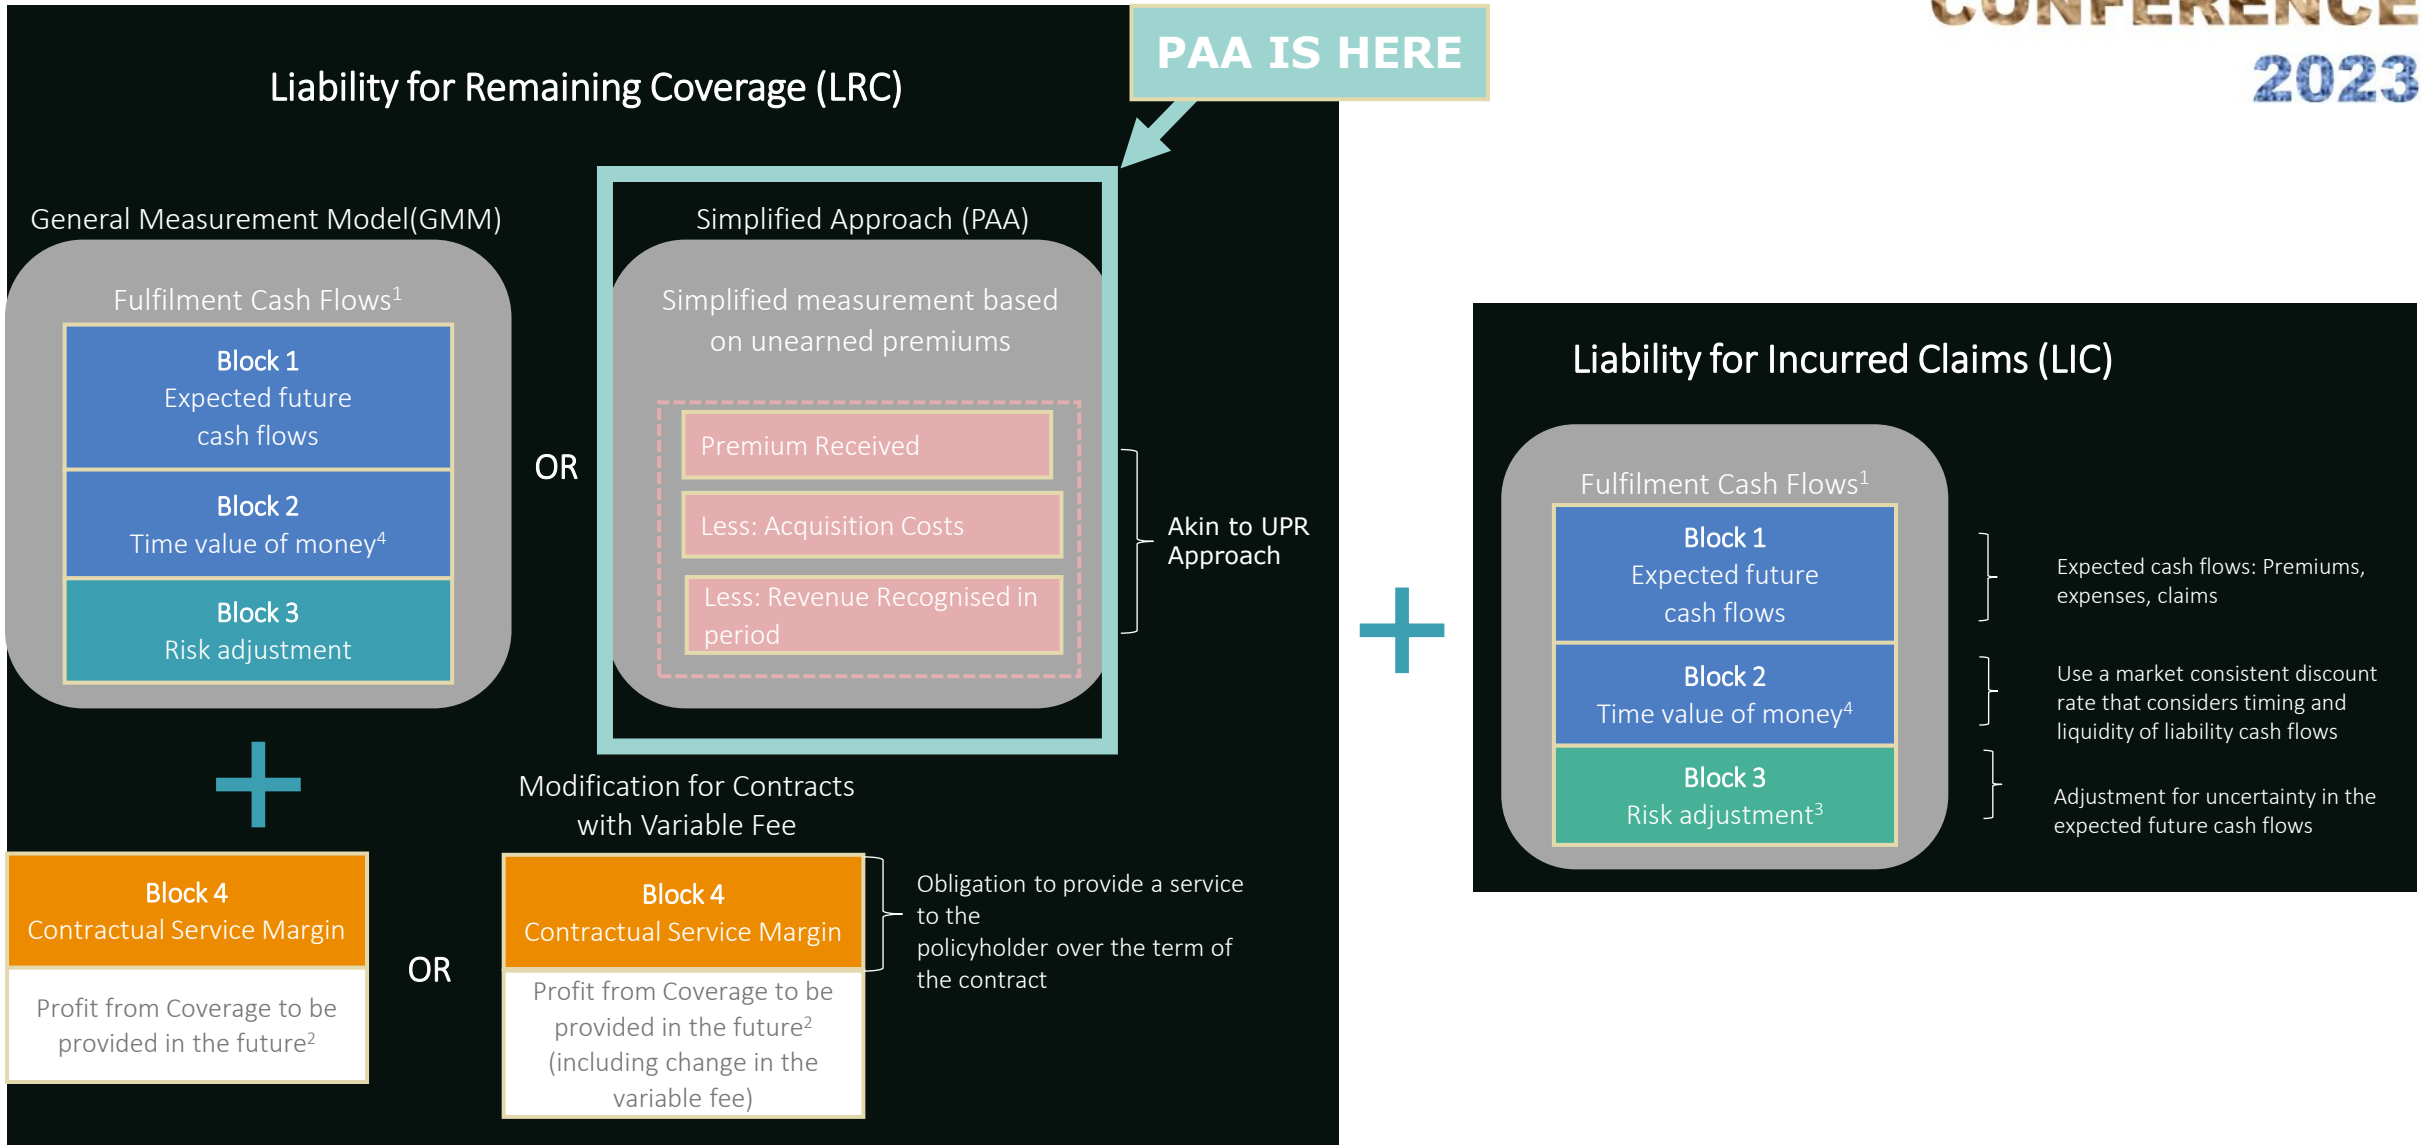 CONFERENCE
2023
PAA IS HERE
Liability for Remaining Coverage (LRC)
General Measurement Model(GMM)
Fulfilment Cash Flows¹
Block 1
Expected future
cash flows
Block 2
Time value of money⁴
Block 3
Risk adjustment
OR
Simplified Approach (PAA)
Simplified measurement based
on unearned premiums
Premium Received
Less: Acquisition Costs
Less: Revenue Recognised in
period
Akin to UPR
Approach
Block 4
Contractual Service Margin
Profit from Coverage to be
provided in the future²
OR
Modification for Contracts
with Variable Fee
Block 4
Contractual Service Margin
Profit from Coverage to be
provided in the future²
(including change in the
variable fee)
Obligation to provide a service
to the
policyholder over the term of
the contract
Liability for Incurred Claims (LIC)
Fulfilment Cash Flows¹
Block 1
Expected future
cash flows
Block 2
Time value of money⁴
Block 3
Risk adjustment³
Expected cash flows: Premiums,
expenses, claims
Use a market consistent discount
rate that considers timing and
liquidity of liability cash flows
Adjustment for uncertainty in the
expected future cash flows